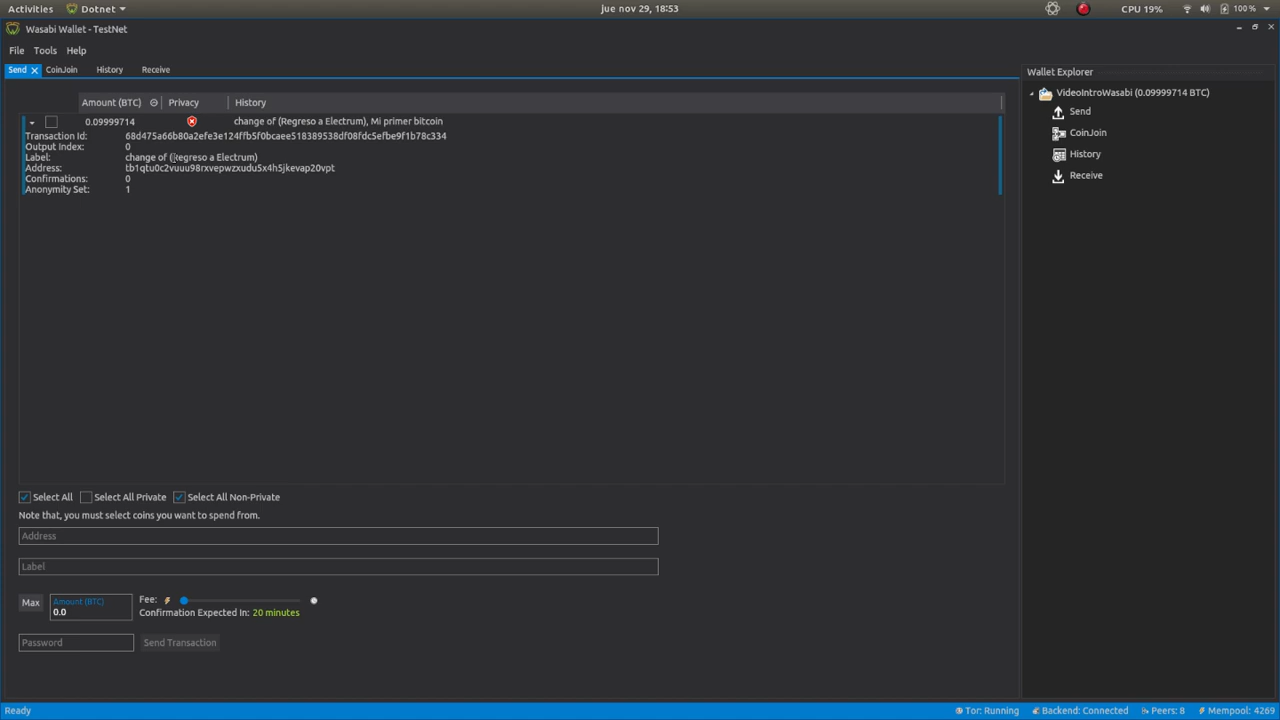 Activities Dotnet jue nov 29, 18:53 CPU 19% 100 %
Wasabi Wallet - TestNet
File Tools Help
Send CoinJoin History Receive
Wallet Explorer
VideoIntroWasabi (0.09999714 BTC)
Send
CoinJoin
History
Receive
Amount (BTC) Privacy History
0.09999714 change of (Regreso a Electrum), Mi primer bitcoin
Transaction Id: 68d475a66b80a2efe3e124ffb5f0bcaee518389538df08fdc5efbe9f1b78c334
Output Index: 0
Label: change of (Regreso a Electrum)
Address: tb1qtu0c2vuuu98rxvepwzxudu5x4h5jkevap20vpt
Confirmations: 0
Anonymity Set: 1
Select All Select All Private Select All Non-Private
Note that, you must select coins you want to spend from.
Address
Label
Max Amount (BTC) 0.0 Fee:
Confirmation Expected In: 20 minutes
Password Send Transaction
Ready Tor: Running Backend: Connected Peers: 8 Mempool: 4269